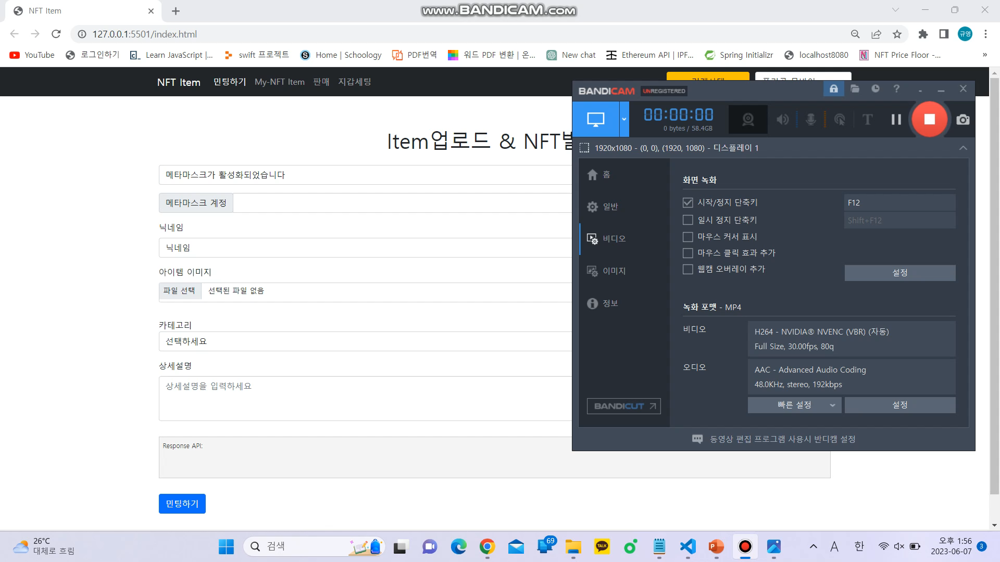 NFT Item
www.BANDICAM.com
127.0.0.1:5501/index.html
규영
YouTube
로그인하기
Learn JavaScript |...
swift 프로젝트
Home | Schoology
PDF번역
워드 PDF 변환 | 온...
New chat
Ethereum API | IPF...
Spring Initializr
localhost8080
NFT Price Floor -...
»
NFT Item
민팅하기
My-NFT Item
판매
지갑세팅
Item업로드 & NFT발
메타마스크가 활성화되었습니다
메타마스크 계정
닉네임
닉네임
아이템 이미지
파일 선택
선택된 파일 없음
카테고리
선택하세요
상세설명
상세설명을 입력하세요
Response API:
민팅하기
BANDICAM
UNREGISTERED
00:00:00
0 bytes / 58.4GB
1920x1080 - (0, 0), (1920, 1080) - 디스플레이 1
홈
일반
비디오
이미지
정보
BANDICUT
화면 녹화
시작/정지 단축키
F12
일시 정지 단축키
Shift+F12
마우스 커서 표시
마우스 클릭 효과 추가
웹캠 오버레이 추가
설정
녹화 포맷 - MP4
비디오
H264 - NVIDIA® NVENC (VBR) (자동)
Full Size, 30.00fps, 80q
오디오
AAC - Advanced Audio Coding
48.0KHz, stereo, 192kbps
빠른 설정
설정
동영상 편집 프로그램 사용시 반디캠 설정
26°C
대체로 흐림
검색
69
TALK
A
한
오후 1:56
2023-06-07
3